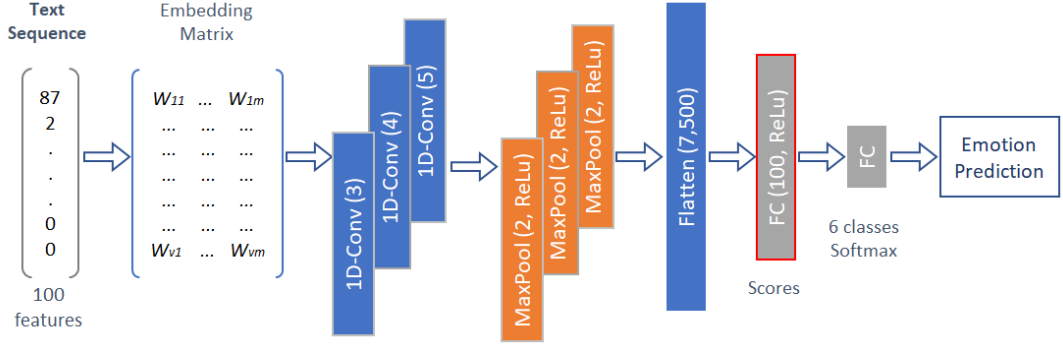 Text
Sequence
87
2
.
.
.
0
0
100
features
Embedding
Matrix
W11 ... W1m
... ... ...
... ... ...
... ... ...
... ... ...
Wv1 ... Wvm
1D-Conv (3)
1D-Conv (4)
1D-Conv (5)
MaxPool (2, ReLu)
MaxPool (2, ReLu)
MaxPool (2, ReLu)
Flatten (7,500)
FC (100, ReLu)
Scores
FC
6 classes
Softmax
Emotion
Prediction